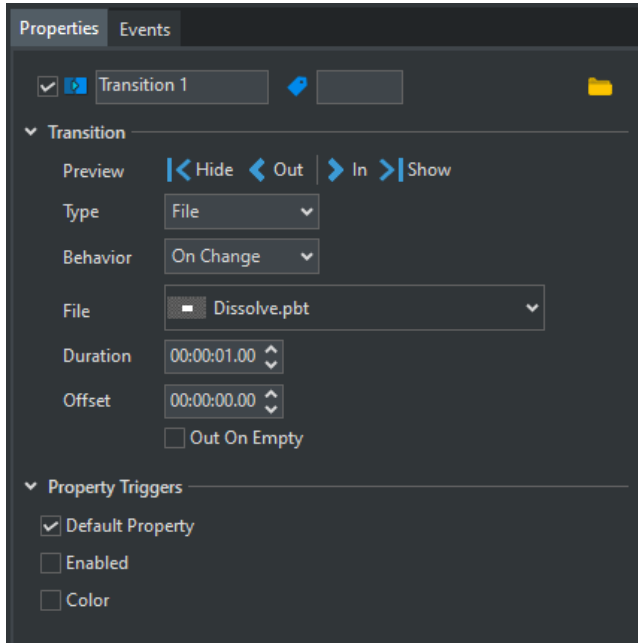 Properties Events
Transition 1
Transition
Preview Hide Out In Show
Type File
Behavior On Change
File Dissolve.pbt
Duration 00:00:01.00
Offset 00:00:00.00
Out On Empty
Property Triggers
Default Property
Enabled
Color